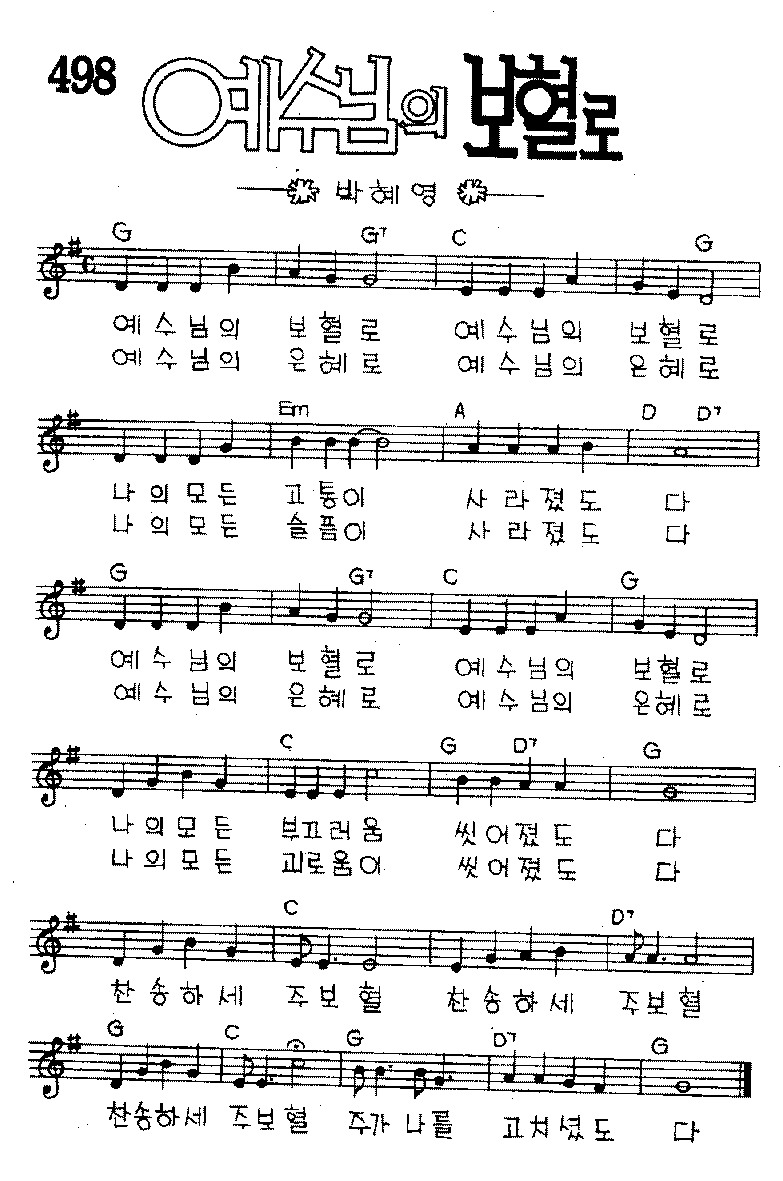 498 예수님의 보혈로
박혜영
G G7 C G
예수님의 보혈로 예수님의 보혈로
예수님의 은혜로 예수님의 은혜로
Em A D D7
나의모든 고통이 사라졌도 다
나의모든 슬픔이 사라졌도 다
G G7 C G
예수님의 보혈로 예수님의 보혈로
예수님의 은혜로 예수님의 은혜로
C G D7 G
나의모든 부끄러움 씻어졌도 다
나의모든 괴로움이 씻어졌도 다
C D7
찬송하세 주보혈 찬송하세 주보혈
G C G D7 G
찬송하세 주보혈 주가 나를 고치셨도 다